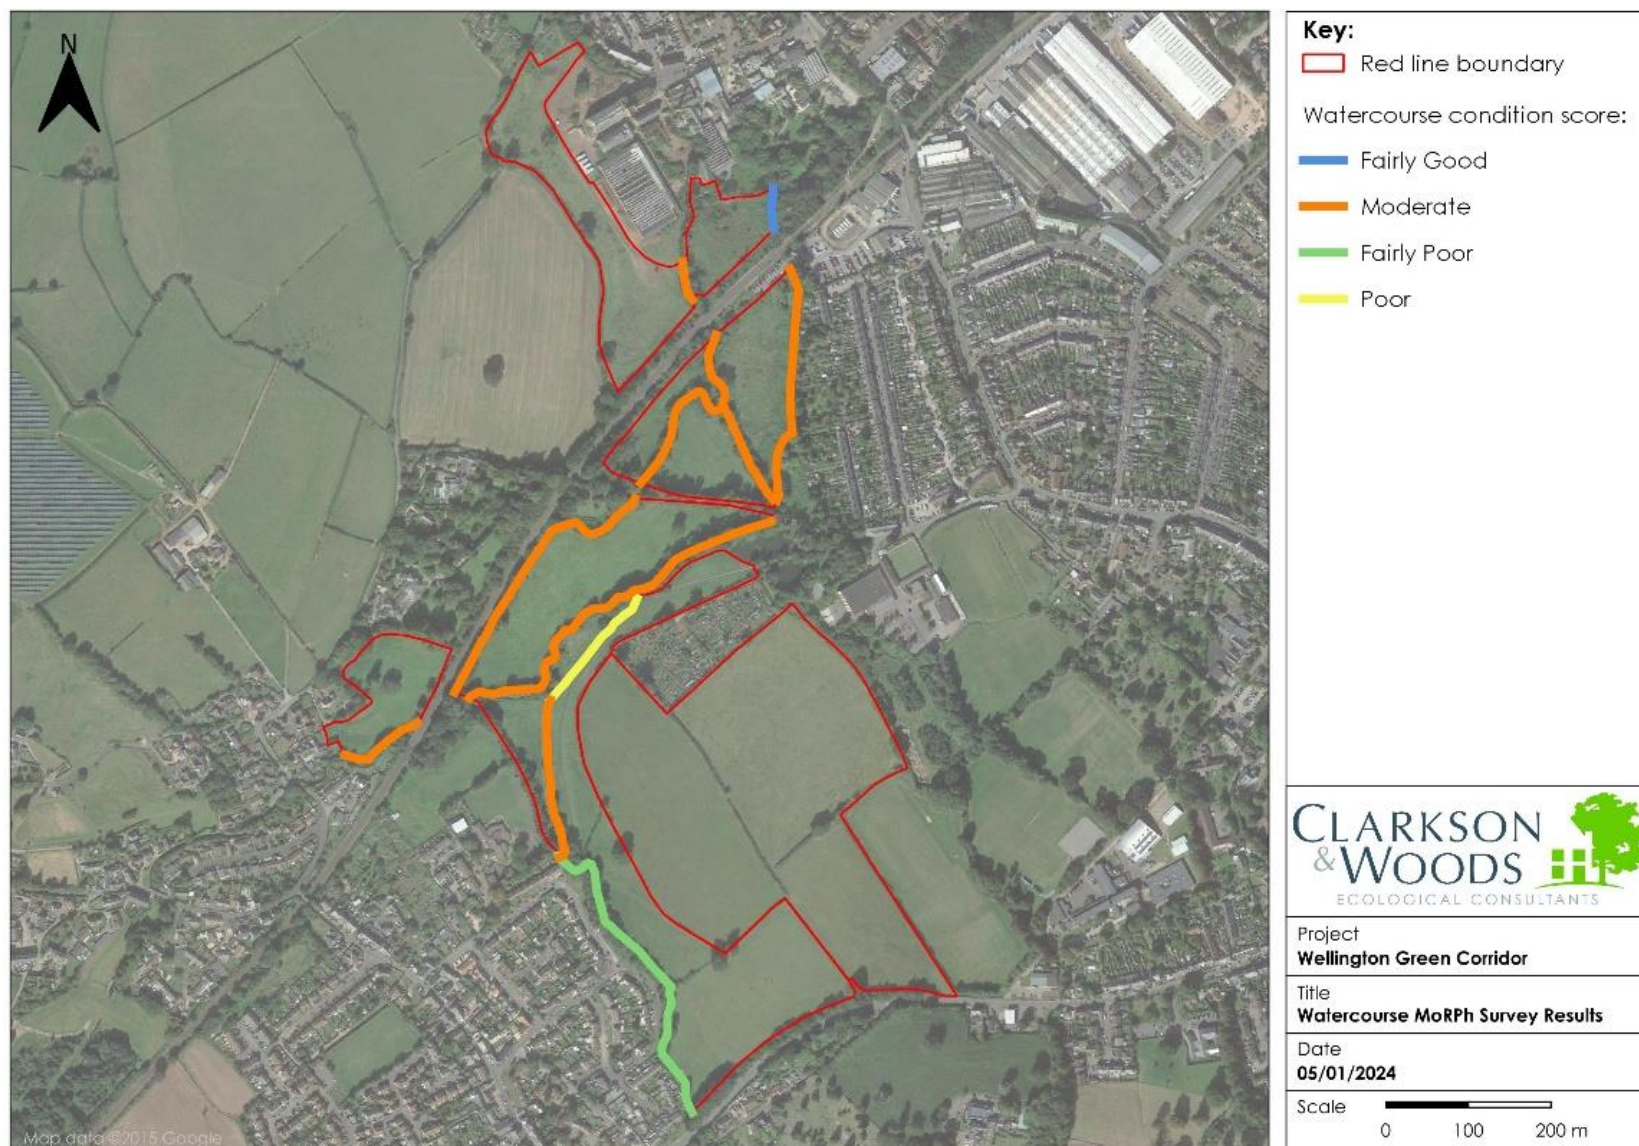 N
Key:
Red line boundary
Watercourse condition score:
Fairly Good
Moderate
Fairly Poor
Poor
CLARKSON
& WOODS
ECOLOGICAL CONSULTANTS
Project
Wellington Green Corridor
Title
Watercourse MoRPh Survey Results
Date
05/01/2024
Scale
0 100 200 m
Map data ©2015 Google